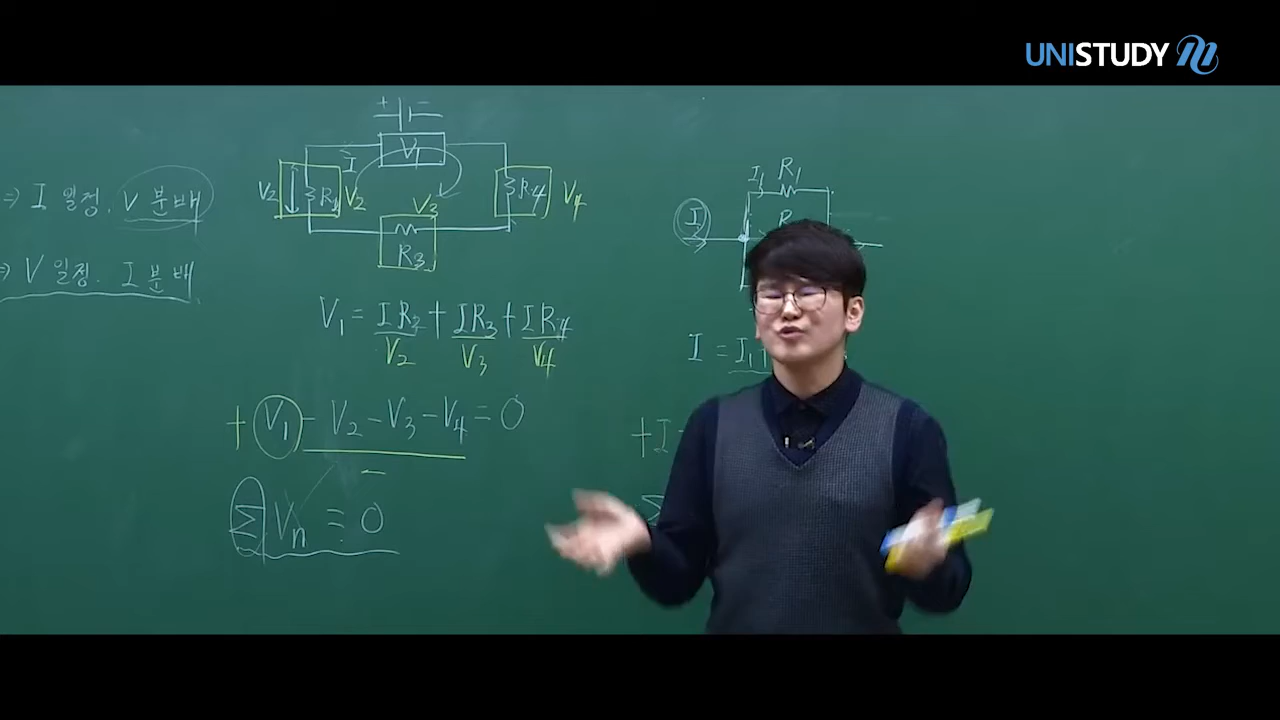 UNISTUDY
⇒ I 일정. V 분배
⇒ V 일정. I 분배
+ −
V₁
I
V₂ R₂ V₂
V₃
R₃
R₄ V₄
V₁ = IR₂ + IR₃ + IR₄
V₂ V₃ V₄
+ V₁ − V₂ − V₃ − V₄ = 0
−
Σ Vₙ = 0
I₁ R₁
I
R
I = I₁
+I
Σ